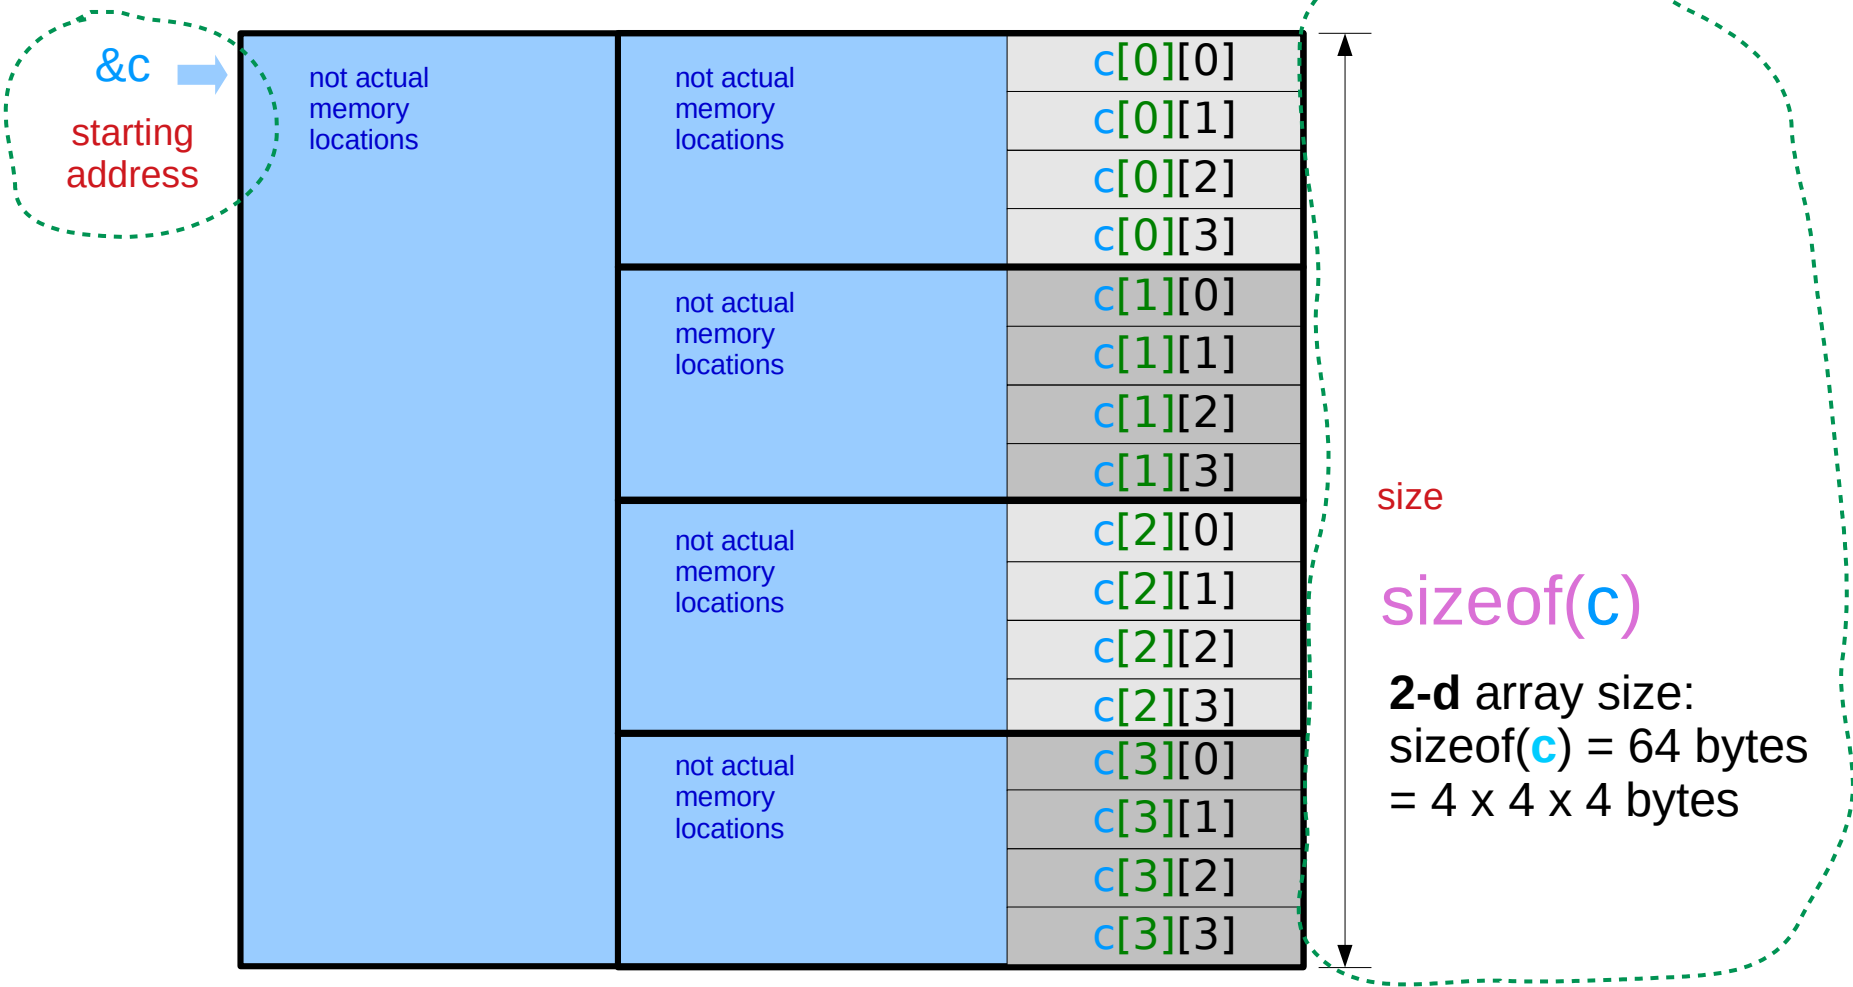 &c
starting
address
not actual
memory
locations
not actual
memory
locations
c[0][0]
c[0][1]
c[0][2]
c[0][3]
not actual
memory
locations
c[1][0]
c[1][1]
c[1][2]
c[1][3]
not actual
memory
locations
c[2][0]
c[2][1]
c[2][2]
c[2][3]
not actual
memory
locations
c[3][0]
c[3][1]
c[3][2]
c[3][3]
size
sizeof(c)
2-d array size:
sizeof(c) = 64 bytes
= 4 x 4 x 4 bytes